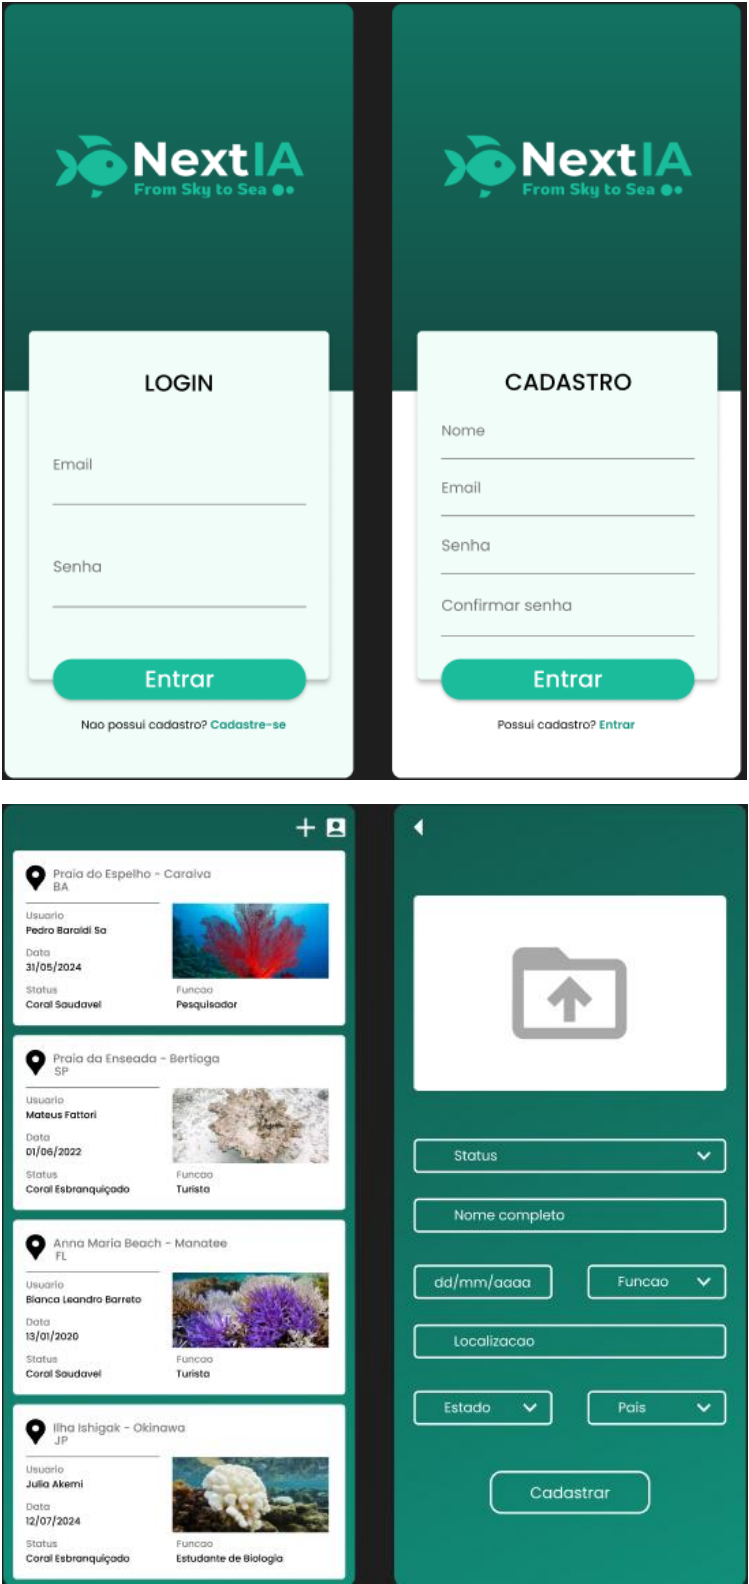 NextIA
From Sky to Sea
LOGIN
Email
Senha
Entrar
Nao possui cadastro? Cadastre-se
NextIA
From Sky to Sea
CADASTRO
Nome
Email
Senha
Confirmar senha
Entrar
Possui cadastro? Entrar
Praia do Espelho - Caraiva
BA
Usuario
Pedro Baraldi Sa
Data
31/05/2024
Status
Coral Saudavel
Funcao
Pesquisador
Praia da Enseada - Bertioga
SP
Usuario
Mateus Fattori
Data
01/06/2022
Status
Coral Esbranquiçado
Funcao
Turista
Anna Maria Beach - Manatee
FL
Usuario
Bianca Leandro Barreto
Data
13/01/2020
Status
Coral Saudavel
Funcao
Turista
Ilha Ishigak - Okinawa
JP
Usuario
Julia Akemi
Data
12/07/2024
Status
Coral Esbranquiçado
Funcao
Estudante de Biologia
Status
Nome completo
dd/mm/aaaa
Funcao
Localizacao
Estado
Pais
Cadastrar